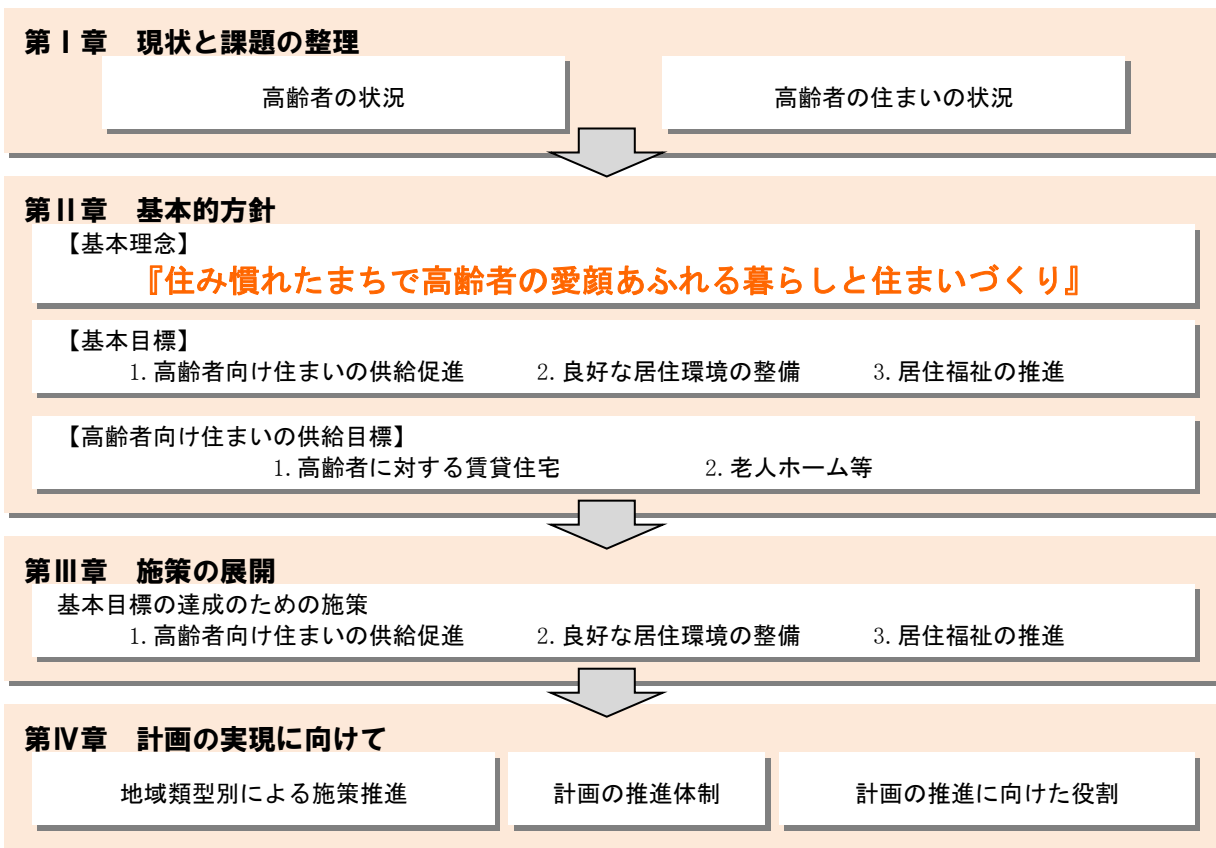 第Ⅰ章　現状と課題の整理
高齢者の状況
高齢者の住まいの状況
第Ⅱ章　基本的方針
【基本理念】
『住み慣れたまちで高齢者の愛顔あふれる暮らしと住まいづくり』
【基本目標】
1.高齢者向け住まいの供給促進　2.良好な居住環境の整備　3.居住福祉の推進
【高齢者向け住まいの供給目標】
1.高齢者に対する賃貸住宅　2.老人ホーム等
第Ⅲ章　施策の展開
基本目標の達成のための施策
1.高齢者向け住まいの供給促進　2.良好な居住環境の整備　3.居住福祉の推進
第Ⅳ章　計画の実現に向けて
地域類型別による施策推進
計画の推進体制
計画の推進に向けた役割